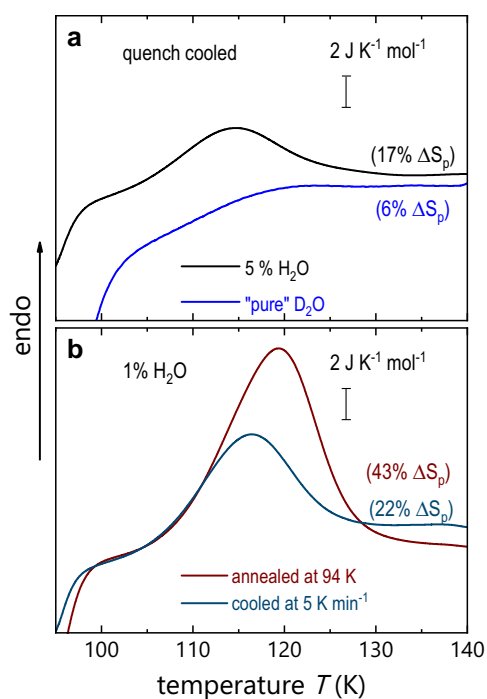 a
quench cooled
2 J K⁻¹ mol⁻¹
(17% ΔSₚ)
(6% ΔSₚ)
5 % H₂O
"pure" D₂O
endo
b
1% H₂O
2 J K⁻¹ mol⁻¹
(43% ΔSₚ)
(22% ΔSₚ)
annealed at 94 K
cooled at 5 K min⁻¹
100 110 120 130 140
temperature T (K)